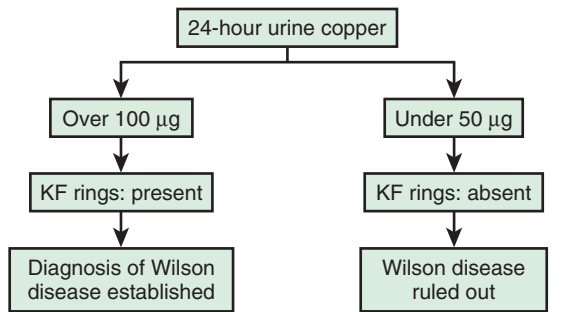 24-hour urine copper
Over 100 μg
Under 50 μg
KF rings: present
KF rings: absent
Diagnosis of Wilson
disease established
Wilson disease
ruled out